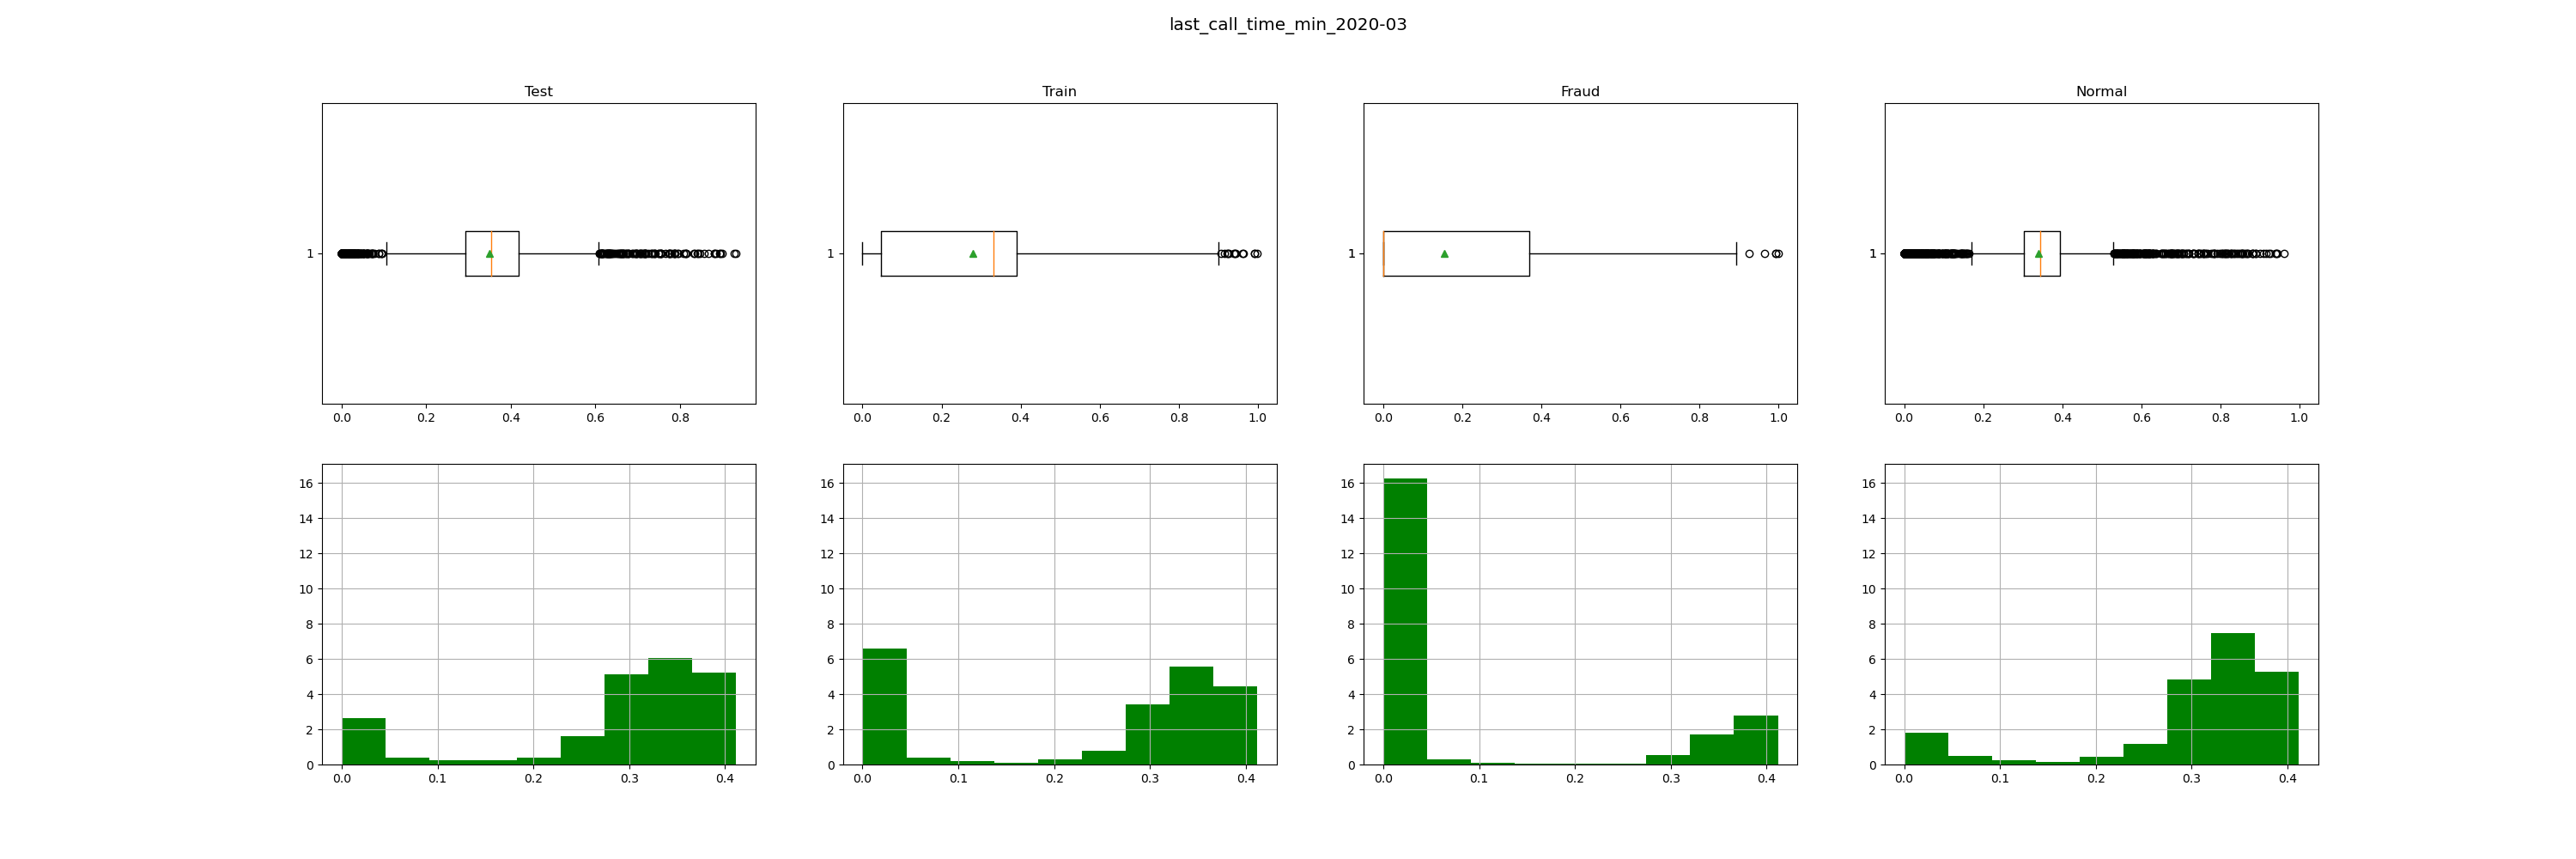 last_call_time_min_2020-03
Test Train Fraud Normal
1 1 1 1
0.0 0.2 0.4 0.6 0.8 0.0 0.2 0.4 0.6 0.8 1.0 0.0 0.2 0.4 0.6 0.8 1.0 0.0 0.2 0.4 0.6 0.8 1.0
16 16 16 16
14 14 14 14
12 12 12 12
10 10 10 10
8 8 8 8
6 6 6 6
4 4 4 4
2 2 2 2
0 0 0 0
0.0 0.1 0.2 0.3 0.4 0.0 0.1 0.2 0.3 0.4 0.0 0.1 0.2 0.3 0.4 0.0 0.1 0.2 0.3 0.4